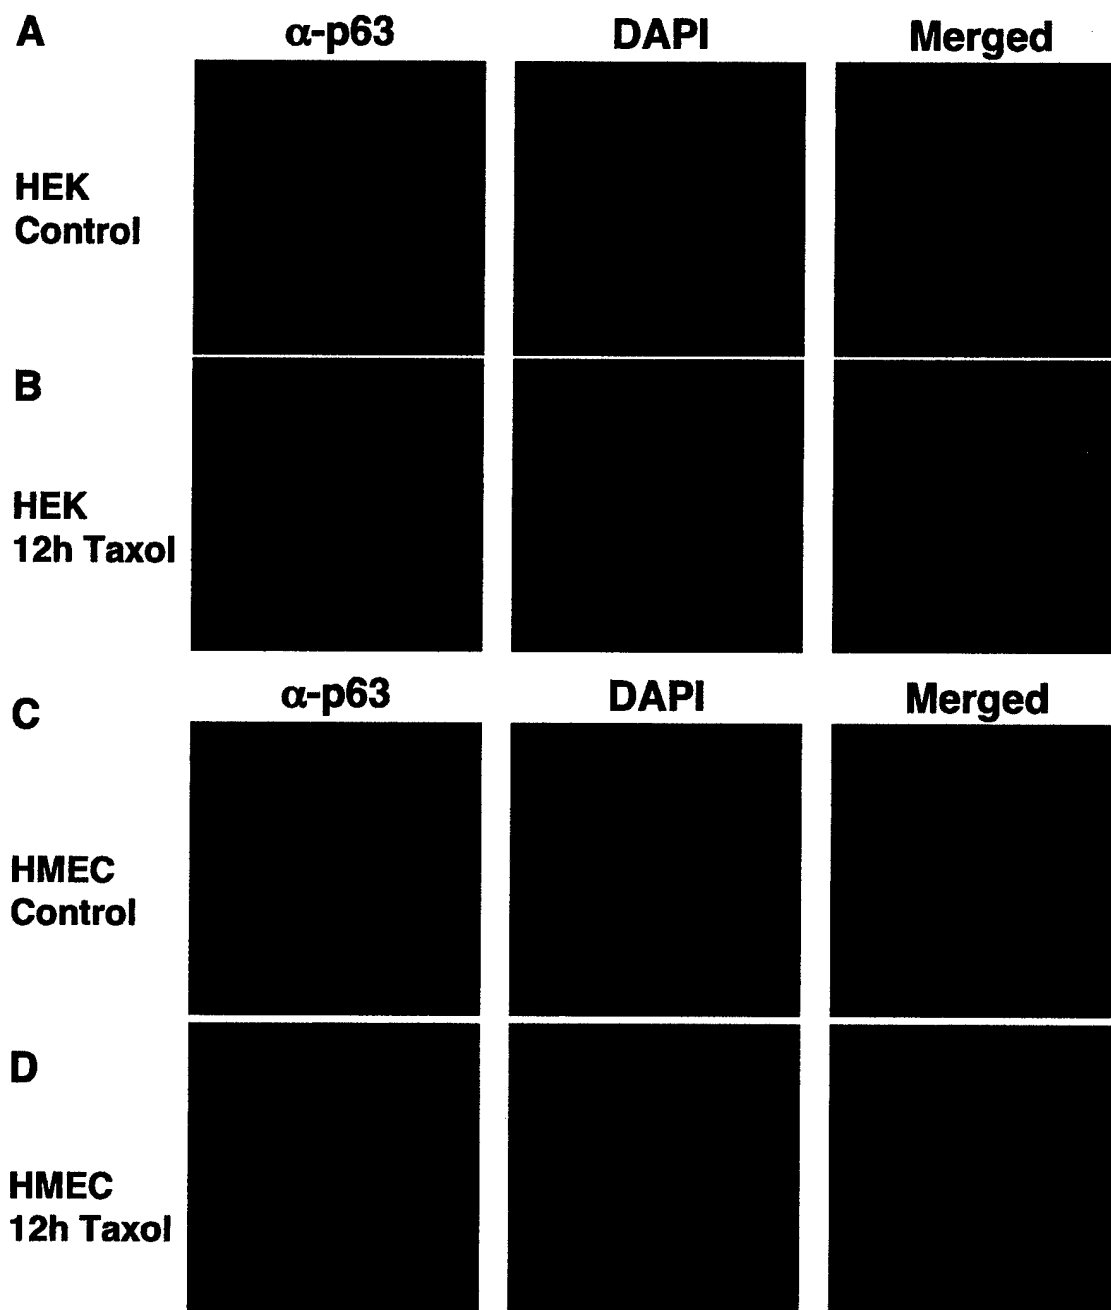 A
α-p63 DAPI Merged
HEK
Control
B
HEK
12h Taxol
C
α-p63 DAPI Merged
HMEC
Control
D
HMEC
12h Taxol